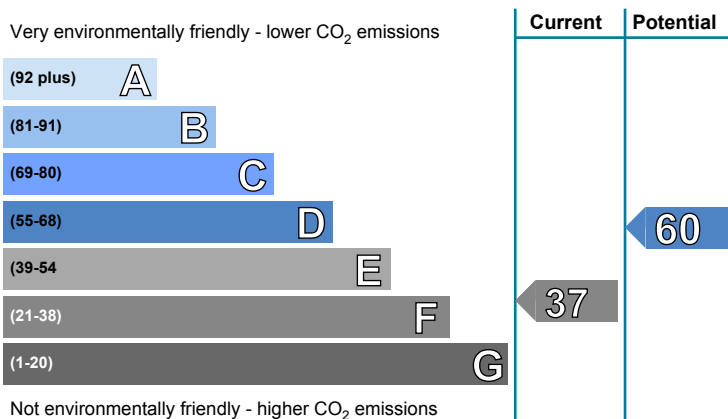 Very environmentally friendly - lower CO2 emissions
Current
Potential
(92 plus) A
(81-91) B
(69-80) C
(55-68) D
60
(39-54 E
(21-38) F
37
(1-20) G
Not environmentally friendly - higher CO2 emissions